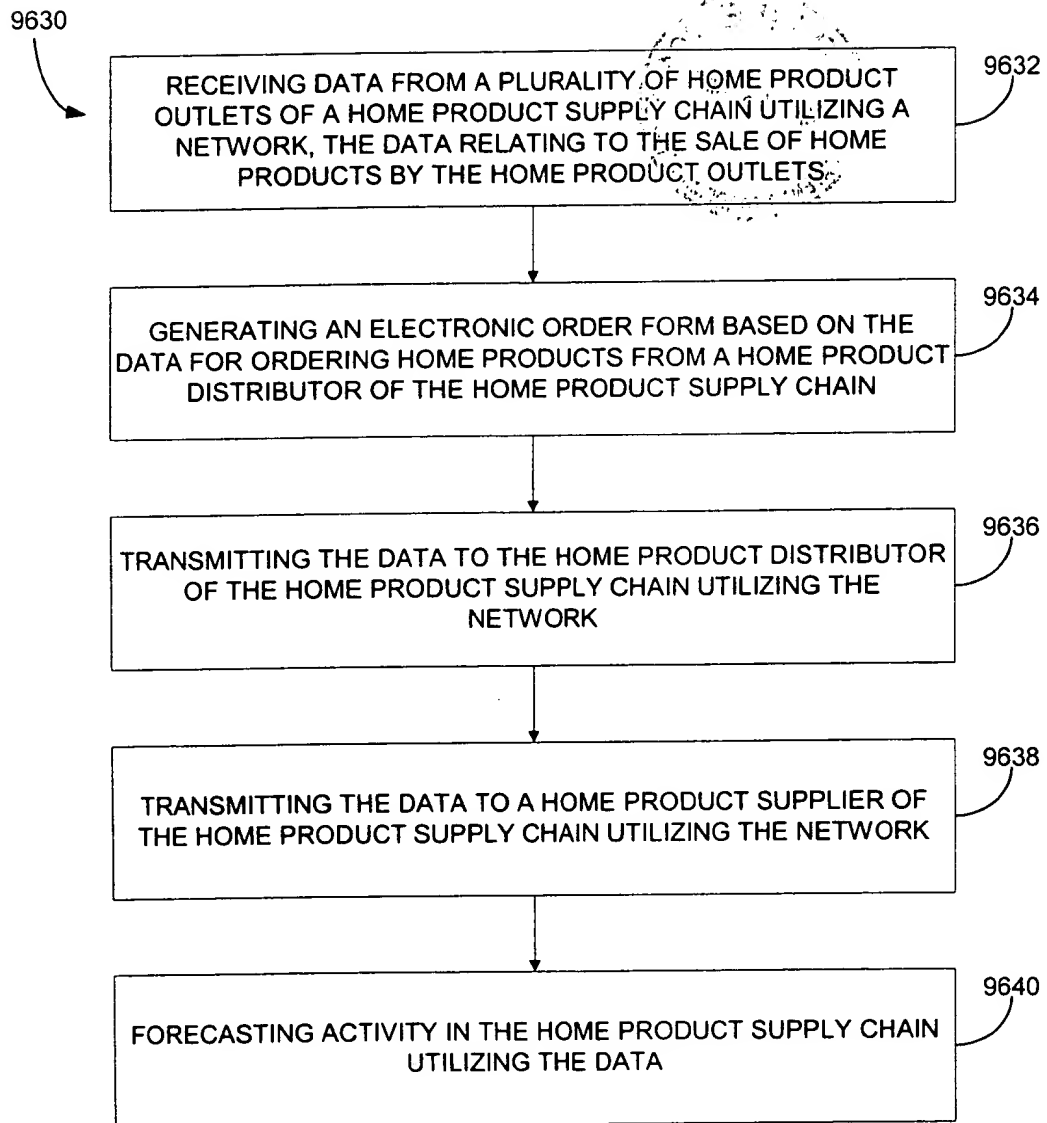 9630
RECEIVING DATA FROM A PLURALITY OF HOME PRODUCT
OUTLETS OF A HOME PRODUCT SUPPLY CHAIN UTILIZING A
NETWORK, THE DATA RELATING TO THE SALE OF HOME
PRODUCTS BY THE HOME PRODUCT OUTLETS
9632
GENERATING AN ELECTRONIC ORDER FORM BASED ON THE
DATA FOR ORDERING HOME PRODUCTS FROM A HOME PRODUCT
DISTRIBUTOR OF THE HOME PRODUCT SUPPLY CHAIN
9634
TRANSMITTING THE DATA TO THE HOME PRODUCT DISTRIBUTOR
OF THE HOME PRODUCT SUPPLY CHAIN UTILIZING THE
NETWORK
9636
TRANSMITTING THE DATA TO A HOME PRODUCT SUPPLIER OF
THE HOME PRODUCT SUPPLY CHAIN UTILIZING THE NETWORK
9638
FORECASTING ACTIVITY IN THE HOME PRODUCT SUPPLY CHAIN
UTILIZING THE DATA
9640